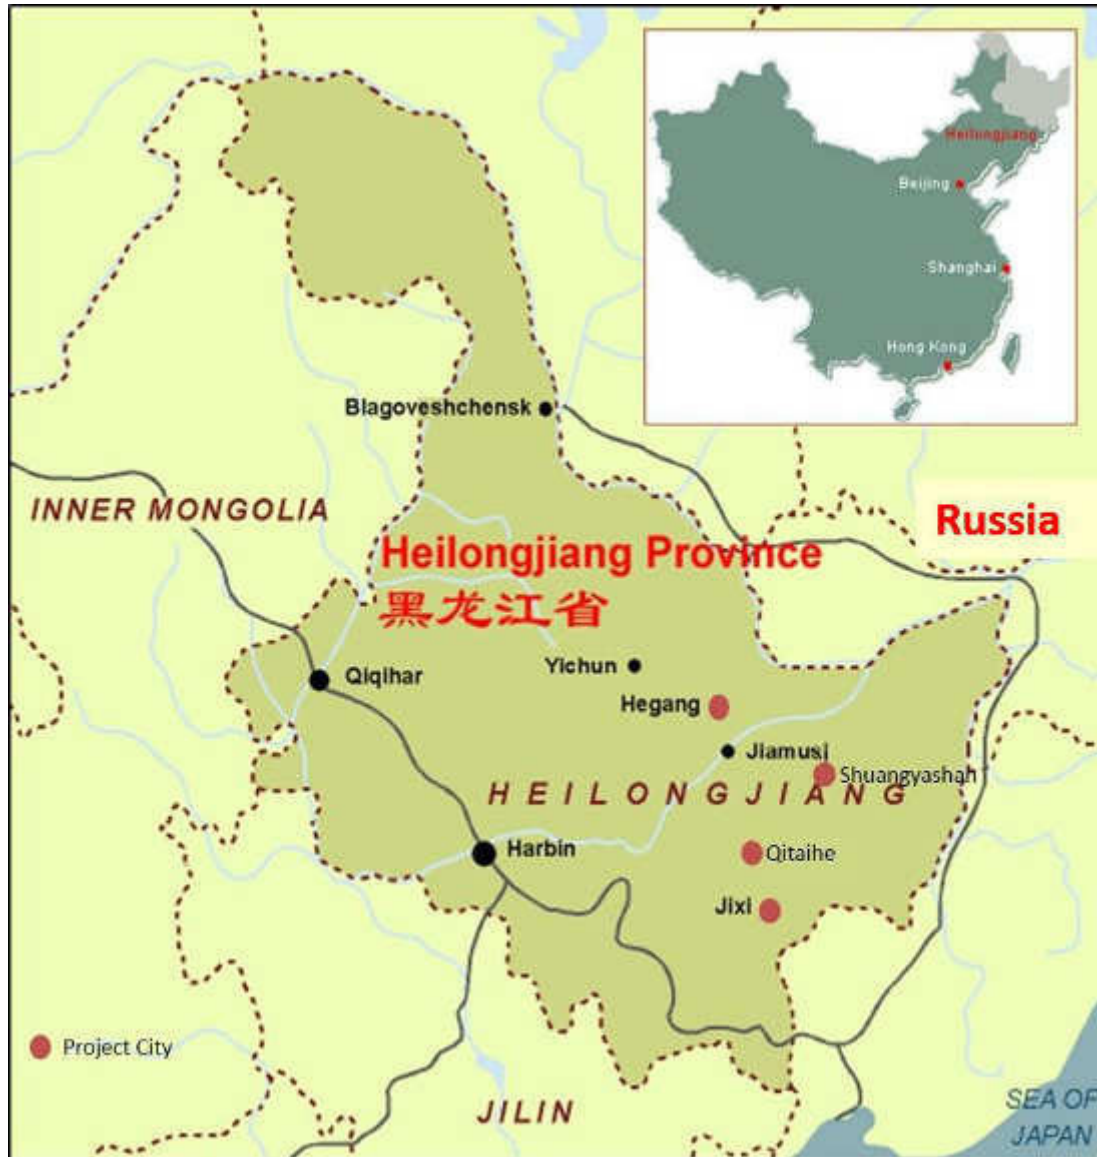 Heilongjiang
Beijing
Shanghai
Hong Kong
Blagoveshchensk
INNER MONGOLIA
Russia
Heilongjiang Province
黑龙江省
Yichun
Qiqihar
Hegang
Jiamusi
Shuangyashan
HEILONGJIANG
Harbin
Qitaihe
Jixi
Project City
JILIN
SEA OF
JAPAN